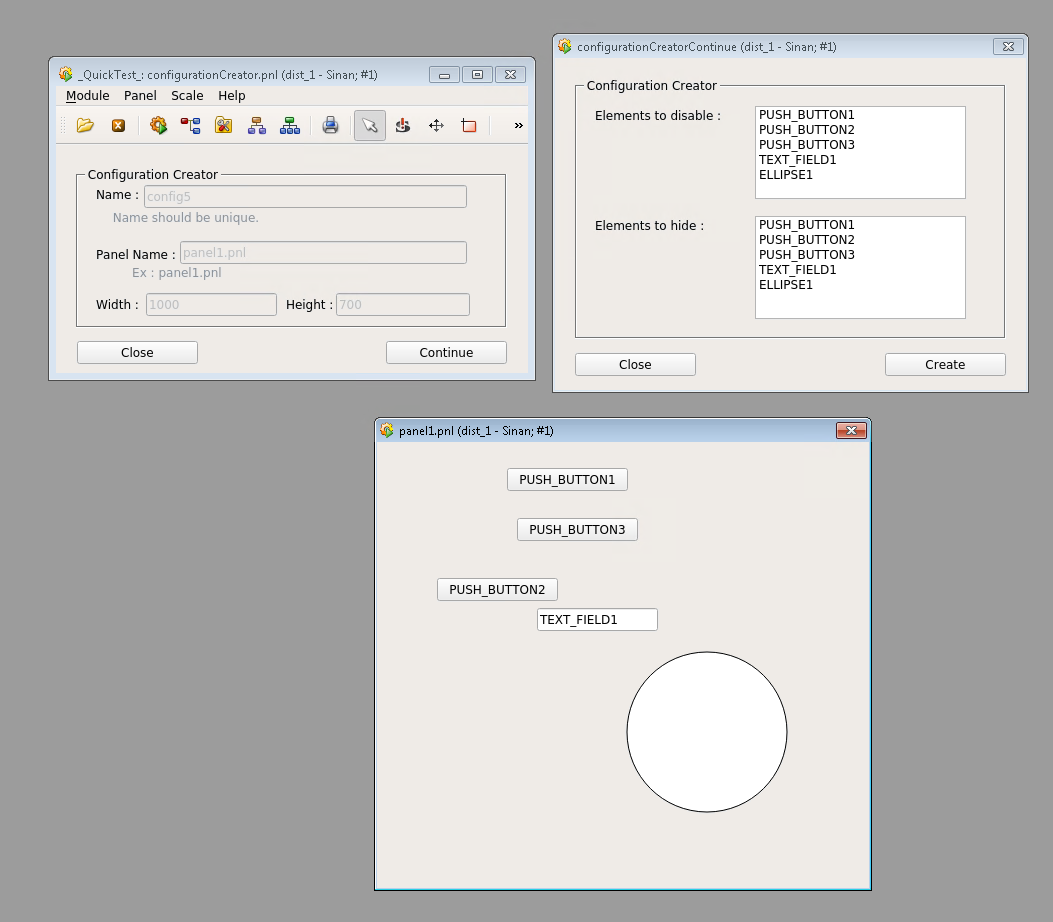 _QuickTest_: configurationCreator.pnl (dist_1 - Sinan; #1)
Module Panel Scale Help
»
Configuration Creator
Name : config5
Name should be unique.
Panel Name : panel1.pnl
Ex : panel1.pnl
Width : 1000 Height : 700
Close Continue
configurationCreatorContinue (dist_1 - Sinan; #1)
Configuration Creator
Elements to disable :
PUSH_BUTTON1
PUSH_BUTTON2
PUSH_BUTTON3
TEXT_FIELD1
ELLIPSE1
Elements to hide :
PUSH_BUTTON1
PUSH_BUTTON2
PUSH_BUTTON3
TEXT_FIELD1
ELLIPSE1
Close Create
panel1.pnl (dist_1 - Sinan; #1)
PUSH_BUTTON1
PUSH_BUTTON3
PUSH_BUTTON2
TEXT_FIELD1